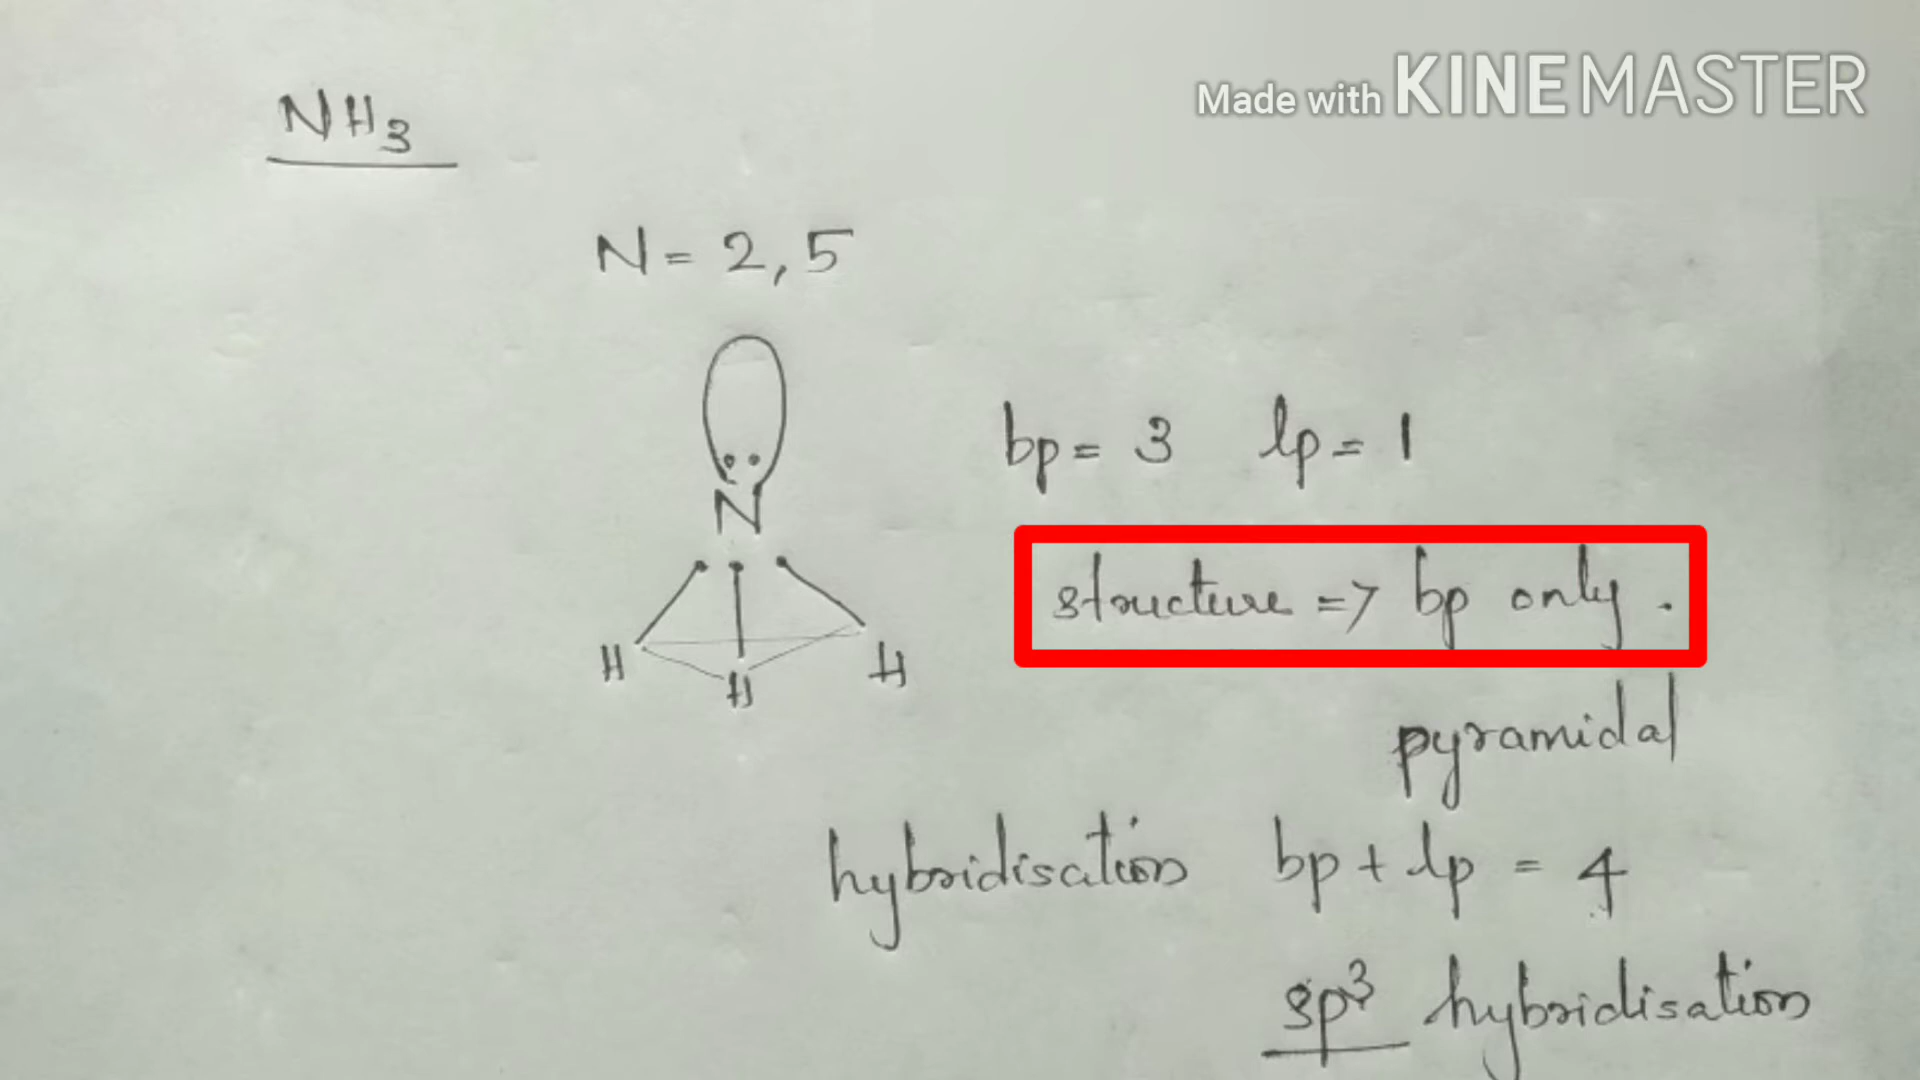 Made with KINEMASTER
NH3
N = 2, 5
N
H H H
bp = 3 lp = 1
structure => bp only.
pyramidal
hybridisation bp + lp = 4
sp³ hybridisation